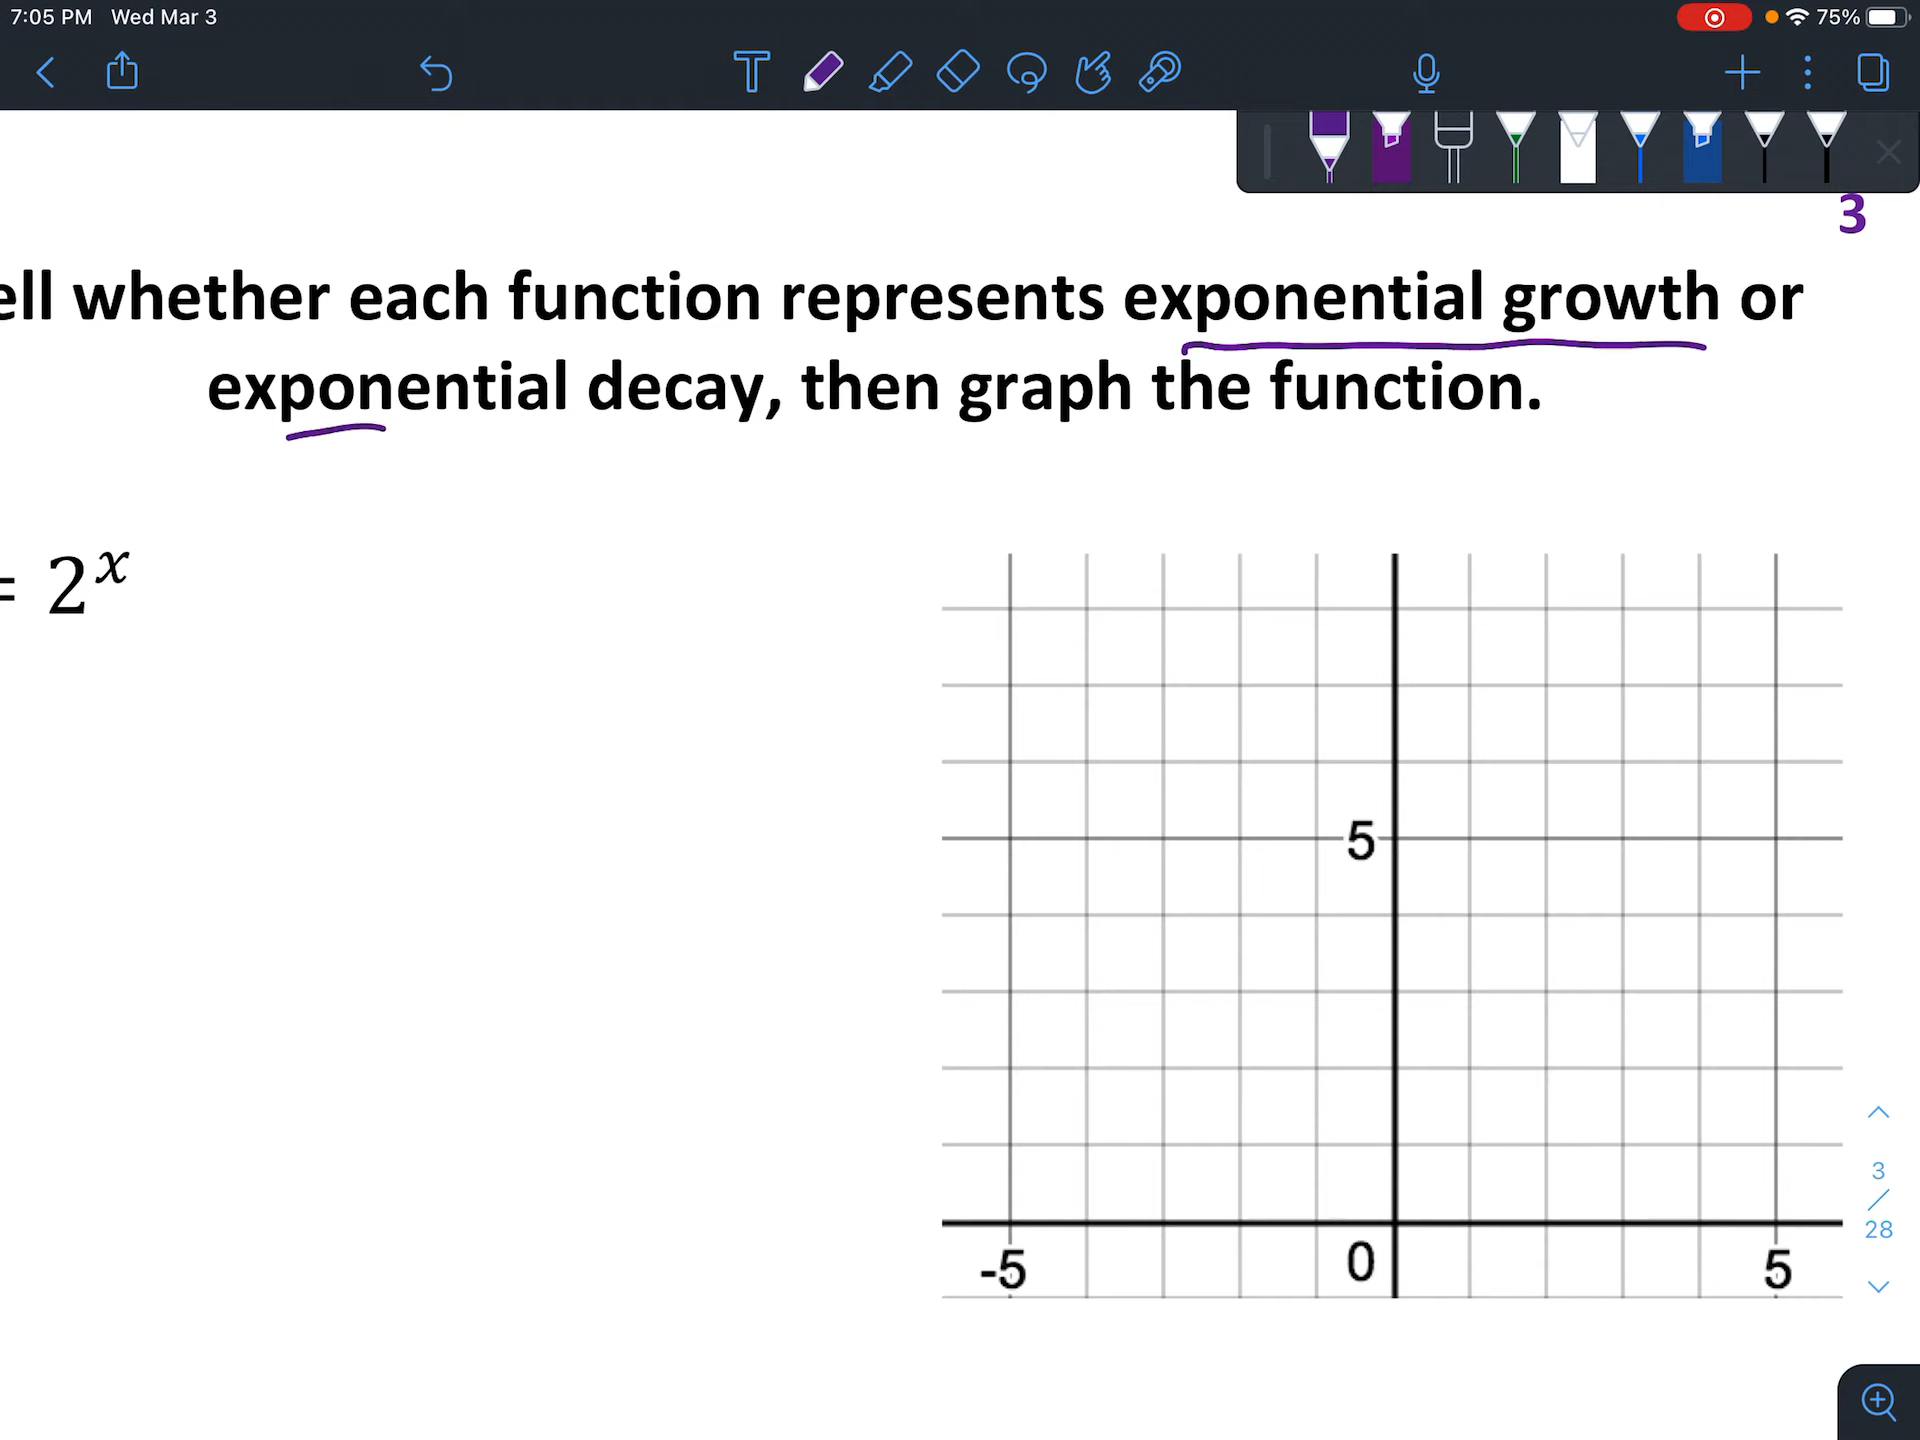 7:05 PM Wed Mar 3
75%
T
3
ell whether each function represents exponential growth or
exponential decay, then graph the function.
= 2ˣ
5
-5 0 5
3
/
28